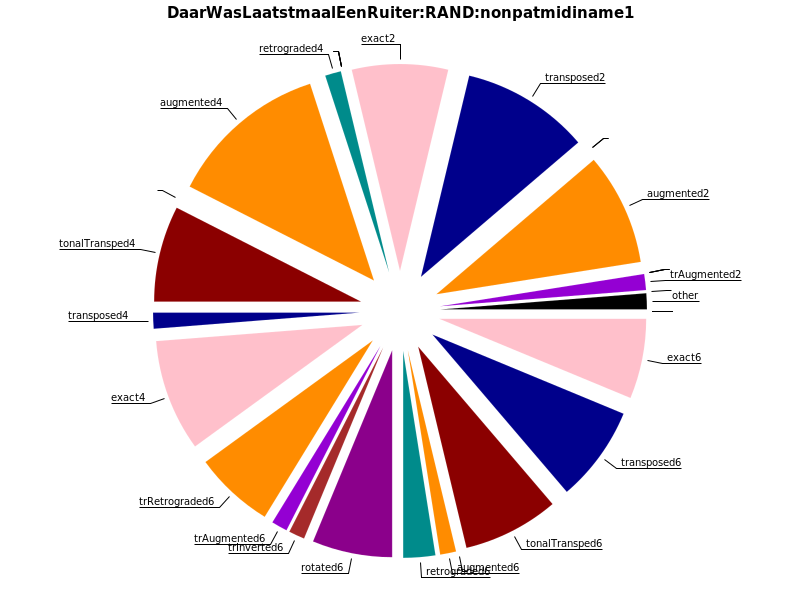 DaarWasLaatstmaalEenRuiter:RAND:nonpatmidiname1
exact2
retrograded4
transposed2
augmented4
augmented2
tonalTransped4
trAugmented2
other
transposed4
exact6
exact4
transposed6
trRetrograded6
trAugmented6
trInverted6
tonalTransped6
rotated6
retrograded6
augmented6